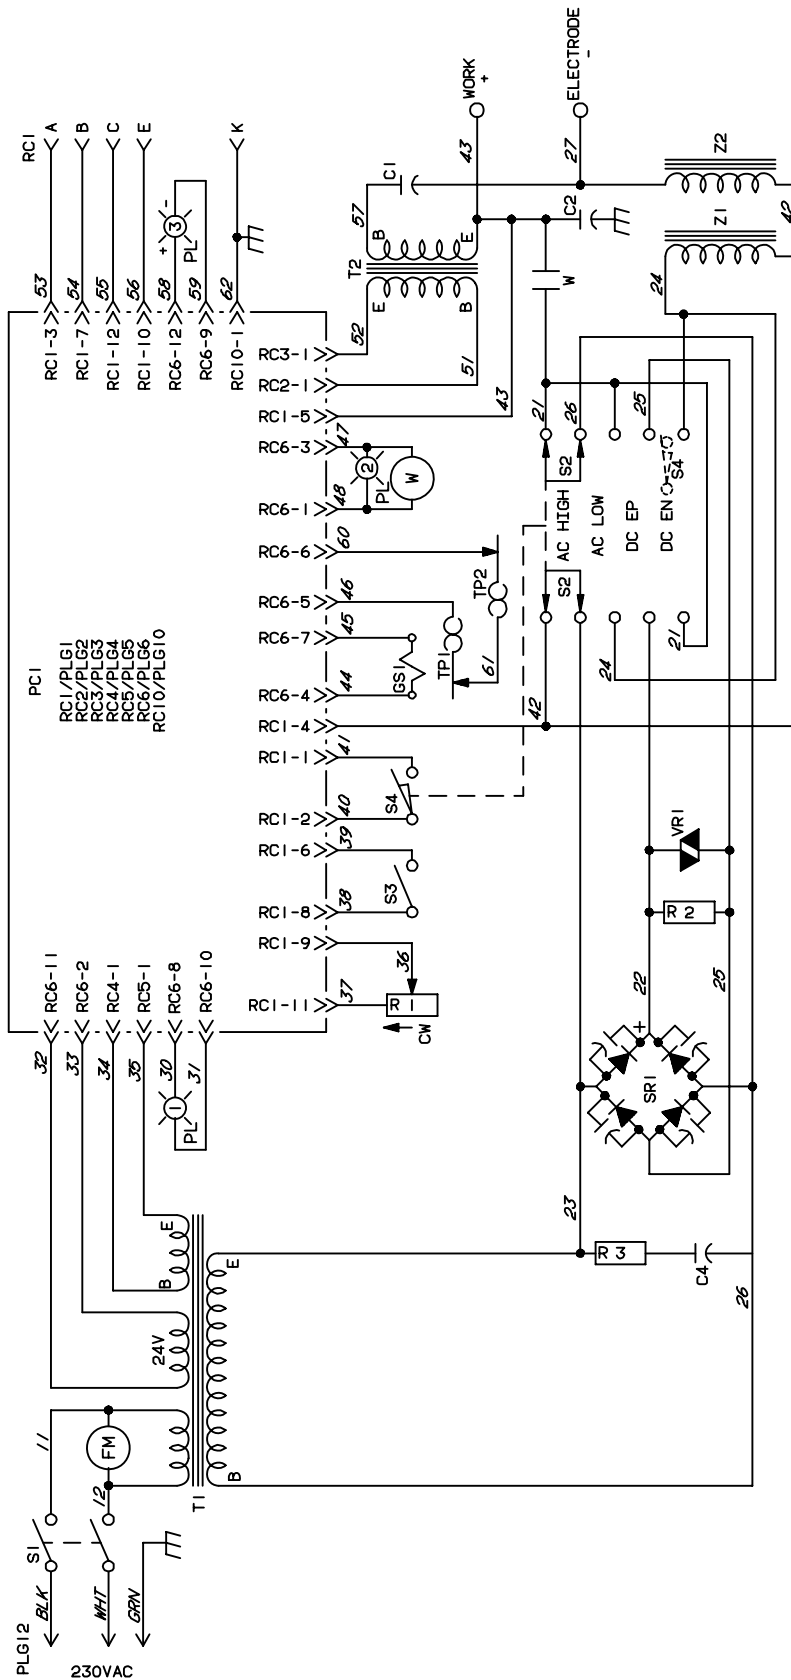 PLG12
230VAC
BLK
WHT
GRN
S1
11
12
FM
T1
24V
B
E
B
E
32
33
34
35
30
31
PL
1
RC6-11
RC6-2
RC4-1
RC5-1
RC6-8
RC6-10
PC1
RC1/PLG1
RC2/PLG2
RC3/PLG3
RC4/PLG4
RC5/PLG5
RC6/PLG6
RC10/PLG10
RC1-3
RC1-7
RC1-12
RC1-10
RC6-12
RC6-9
RC10-1
53
54
55
56
58
59
62
RC1
A
B
C
E
K
+
3
-
PL
RC1-11
RC1-9
RC1-8
RC1-6
RC1-2
RC1-1
RC1-4
RC6-4
RC6-7
RC6-5
RC6-6
RC6-1
RC6-3
RC1-5
RC2-1
RC3-1
37
36
38
39
40
41
44
45
46
60
48
47
43
51
52
R1
CW
S3
S4
GS1
TP1
TP2
61
PL
2
W
T2
E
B
B
E
57
C1
43
WORK
+
27
ELECTRODE
-
C2
W
42
21
26
25
24
S2
S2
AC HIGH
AC LOW
DC EP
DC EN
S4
24
21
Z1
Z2
42
23
R3
C4
26
SR1
+
22
25
R2
VR1